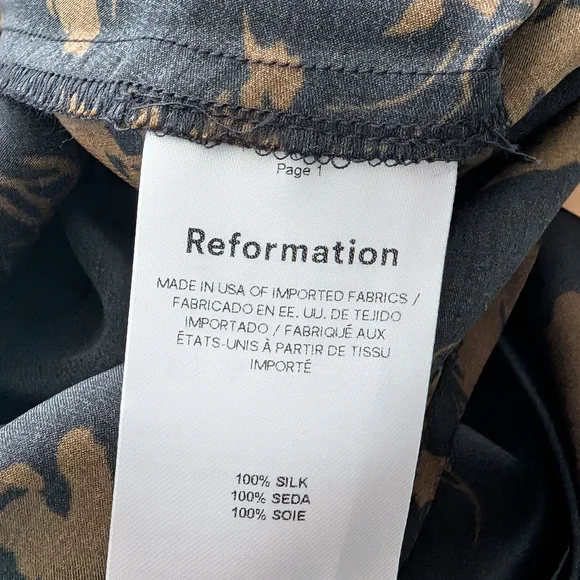 Page 1
Reformation
MADE IN USA OF IMPORTED FABRICS /
FABRICADO EN EE. UU. DE TEJIDO
IMPORTADO / FABRIQUÉ AUX
ÉTATS-UNIS À PARTIR DE TISSU
IMPORTÉ
100% SILK
100% SEDA
100% SOIE